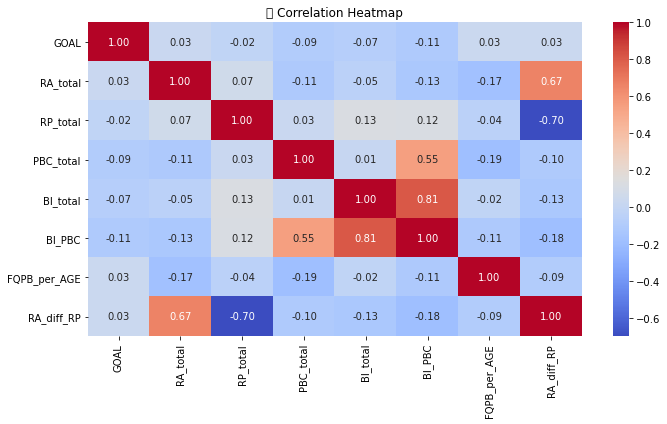 Correlation Heatmap
GOAL 1.00 0.03 -0.02 -0.09 -0.07 -0.11 0.03 0.03
RA_total 0.03 1.00 0.07 -0.11 -0.05 -0.13 -0.17 0.67
RP_total -0.02 0.07 1.00 0.03 0.13 0.12 -0.04 -0.70
PBC_total -0.09 -0.11 0.03 1.00 0.01 0.55 -0.19 -0.10
BI_total -0.07 -0.05 0.13 0.01 1.00 0.81 -0.02 -0.13
BI_PBC -0.11 -0.13 0.12 0.55 0.81 1.00 -0.11 -0.18
FQPB_per_AGE 0.03 -0.17 -0.04 -0.19 -0.02 -0.11 1.00 -0.09
RA_diff_RP 0.03 0.67 -0.70 -0.10 -0.13 -0.18 -0.09 1.00
GOAL RA_total RP_total PBC_total BI_total BI_PBC FQPB_per_AGE RA_diff_RP
1.0
0.8
0.6
0.4
0.2
0.0
-0.2
-0.4
-0.6